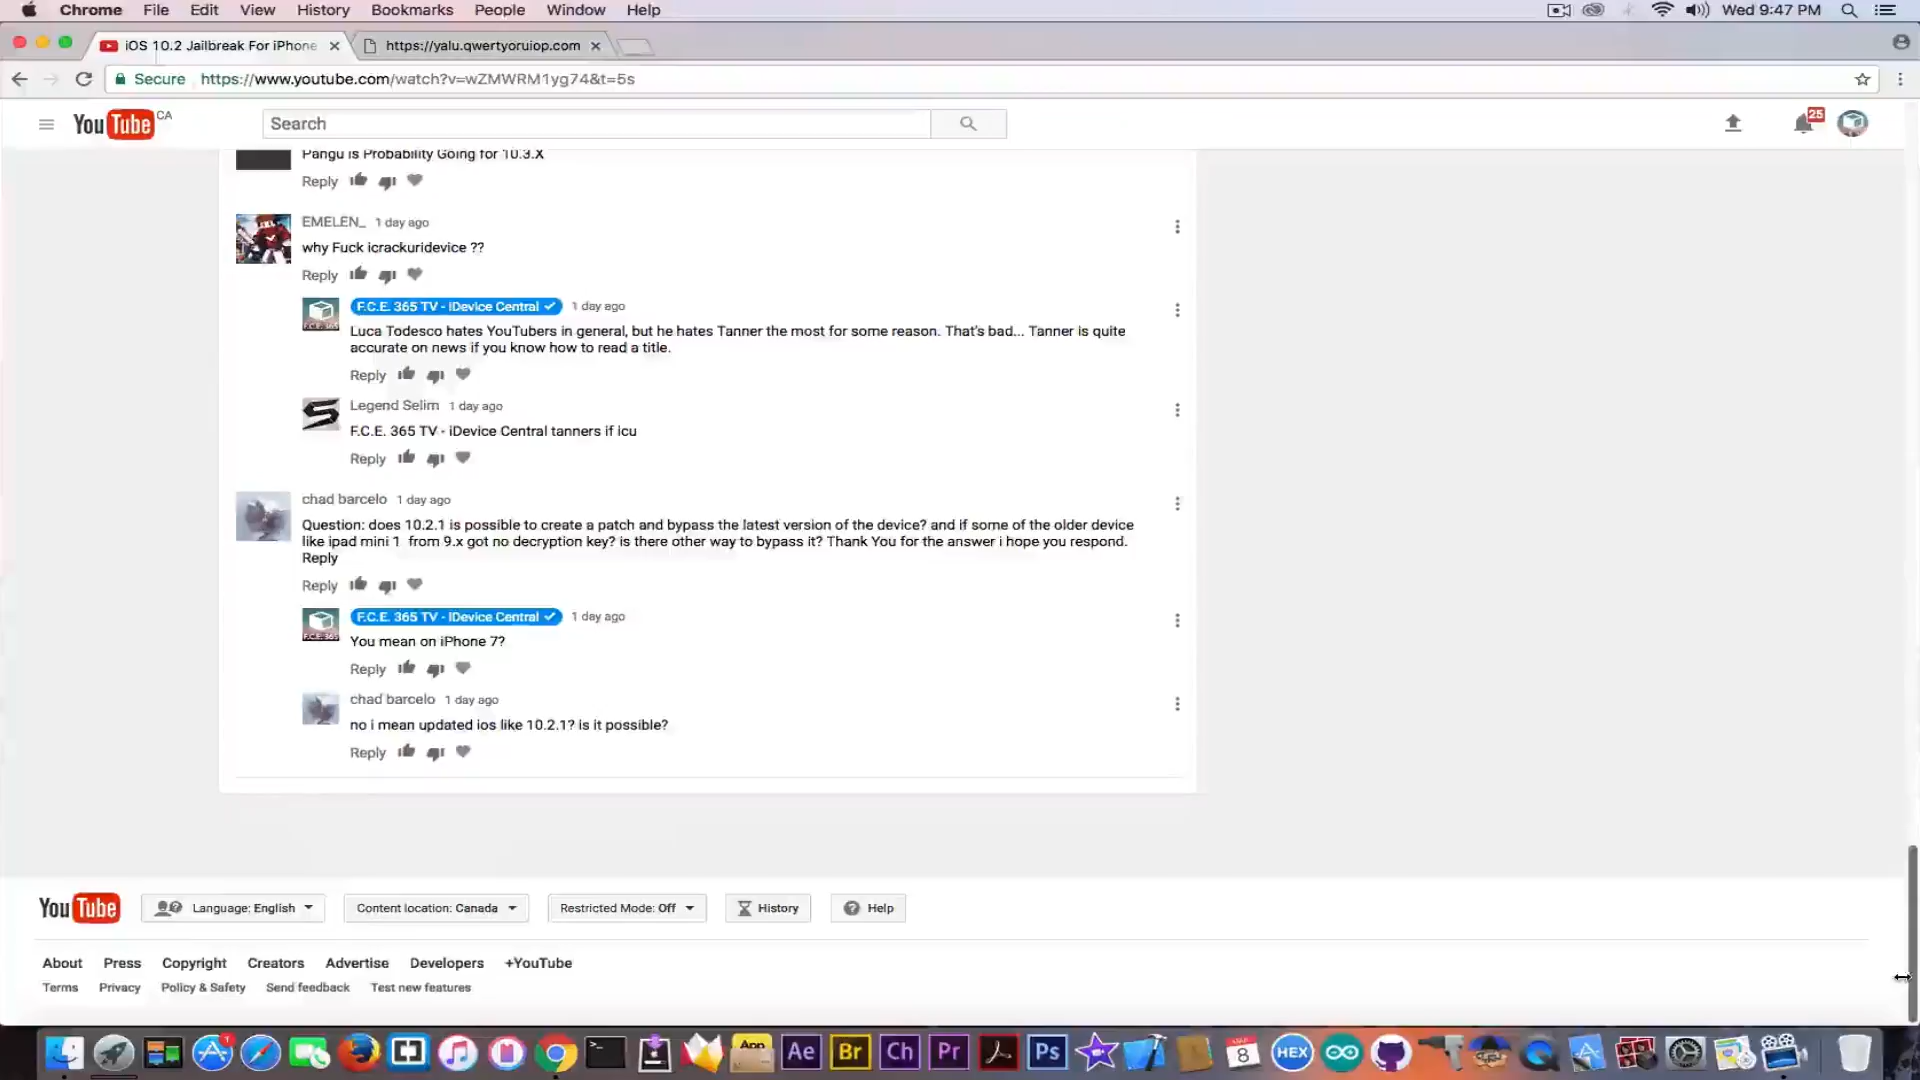 Chrome File Edit View History Bookmarks People Window Help Wed 9:47 PM
iOS 10.2 Jailbreak For iPhone https://yalu.qwertyoruiop.com
Secure https://www.youtube.com/watch?v=wZMWRM1yg74&t=5s
YouTube CA Search 25
Pangu is Probability Going for 10.3.X
Reply
EMELEN_ 1 day ago
why Fuck icrackuridevice ??
Reply
F.C.E. 365 TV - iDevice Central 1 day ago
Luca Todesco hates YouTubers in general, but he hates Tanner the most for some reason. That's bad... Tanner is quite
accurate on news if you know how to read a title.
Reply
Legend Selim 1 day ago
F.C.E. 365 TV - iDevice Central tanners if icu
Reply
chad barcelo 1 day ago
Question: does 10.2.1 is possible to create a patch and bypass the latest version of the device? and if some of the older device
like ipad mini 1 from 9.x got no decryption key? is there other way to bypass it? Thank You for the answer i hope you respond.
Reply
Reply
F.C.E. 365 TV - iDevice Central 1 day ago
You mean on iPhone 7?
Reply
chad barcelo 1 day ago
no i mean updated ios like 10.2.1? is it possible?
Reply
YouTube Language: English Content location: Canada Restricted Mode: Off History Help
About Press Copyright Creators Advertise Developers +YouTube
Terms Privacy Policy & Safety Send feedback Test new features
App Ae Br Ch Pr Ps 8 HEX